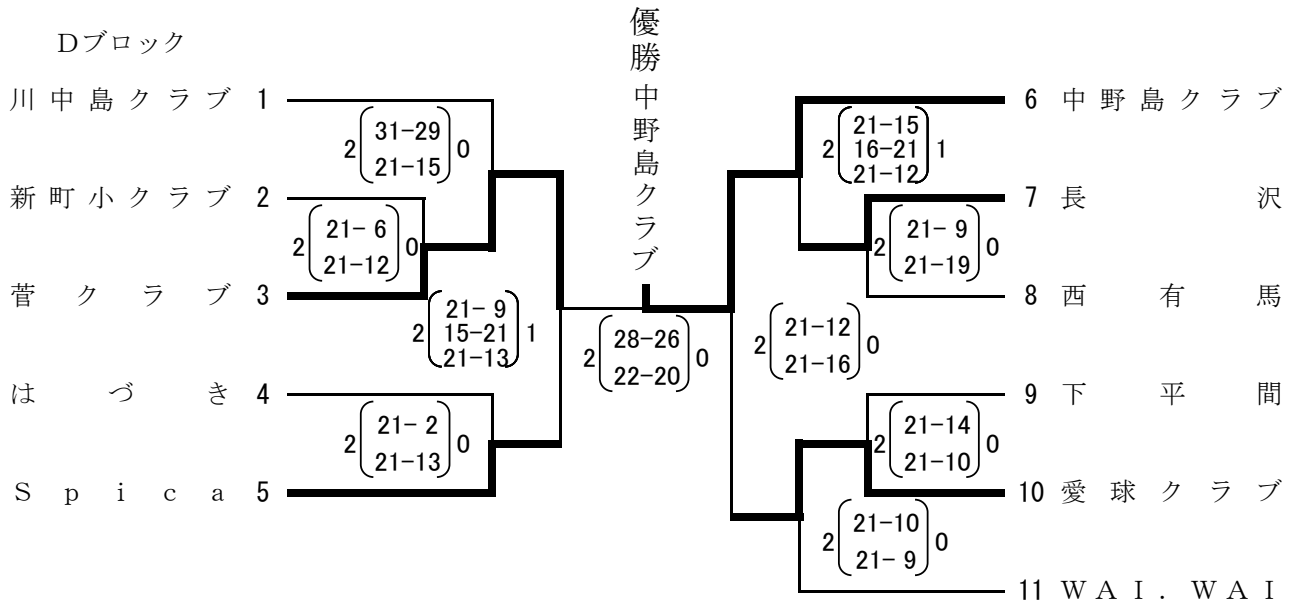 Dブロック
優勝 中野島クラブ
川中島クラブ 1
2 31-29 0
21-15
新町小クラブ 2
2 21- 6 0
21-12
菅クラブ 3
21- 9
2 15-21 1
21-13
はづき 4
2 21- 2 0
21-13
Spica 5
2 28-26 0
22-20
6 中野島クラブ
21-15
2 16-21 1
21-12
7 長沢
2 21- 9 0
21-19
8 西有馬
2 21-12 0
21-16
9 下平間
2 21-14 0
21-10
10 愛球クラブ
2 21-10 0
21- 9
11 WAI.WAI